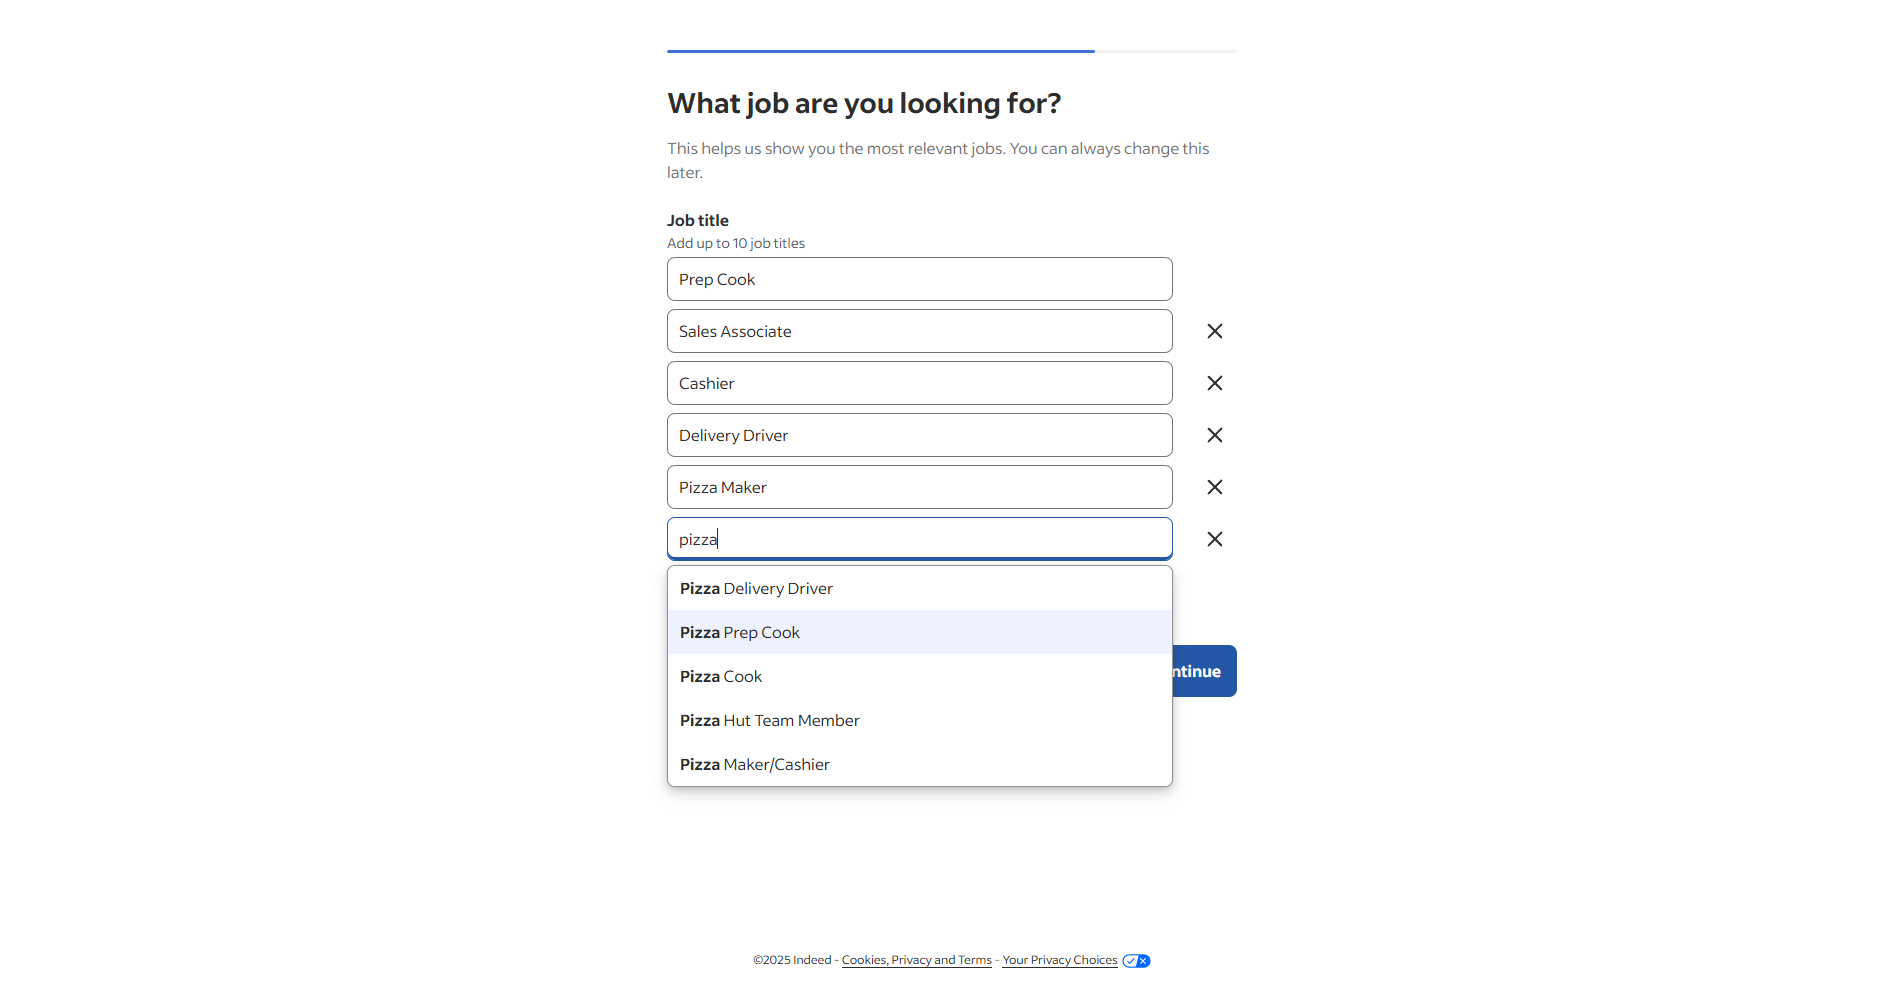 What job are you looking for?
This helps us show you the most relevant jobs. You can always change this
later.
Job title
Add up to 10 job titles
Prep Cook
Sales Associate
Cashier
Delivery Driver
Pizza Maker
pizza
Pizza Delivery Driver
Pizza Prep Cook
Pizza Cook
Pizza Hut Team Member
Pizza Maker/Cashier
ntinue
©2025 Indeed - Cookies, Privacy and Terms - Your Privacy Choices